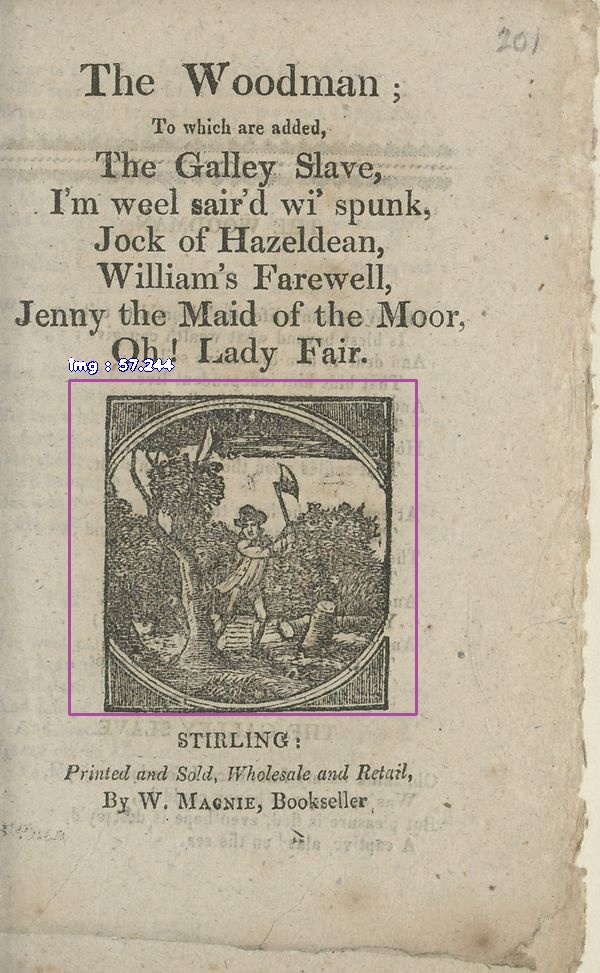 201
The Woodman ;
To which are added,
The Galley Slave,
I'm weel sair'd wi' spunk,
Jock of Hazeldean,
William's Farewell,
Jenny the Maid of the Moor,
Oh! Lady Fair.
img : 57.244
STIRLING:
Printed and Sold, Wholesale and Retail,
By W. MACNIE, Bookseller